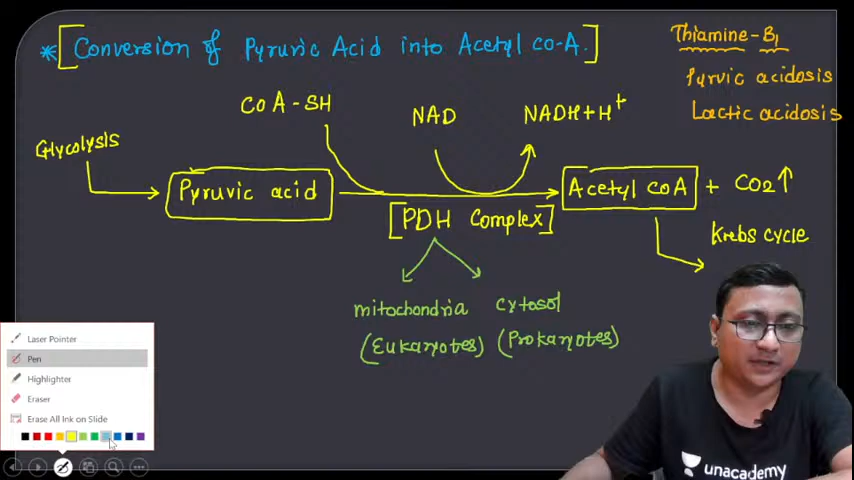 * [Conversion of Pyruvic Acid into Acetyl co-A.]
Thiamine-B1
Pyrvic acidosis
Lactic acidosis
CoA-SH
NAD
NADH+H+
Glycolysis
Pyruvic acid
Acetyl coA + CO2↑
[PDH Complex]
Krebs cycle
mitochondria cytosol
(Eukaryotes) (Prokaryotes)
Laser Pointer
Pen
Highlighter
Eraser
Erase All Ink on Slide
unacademy